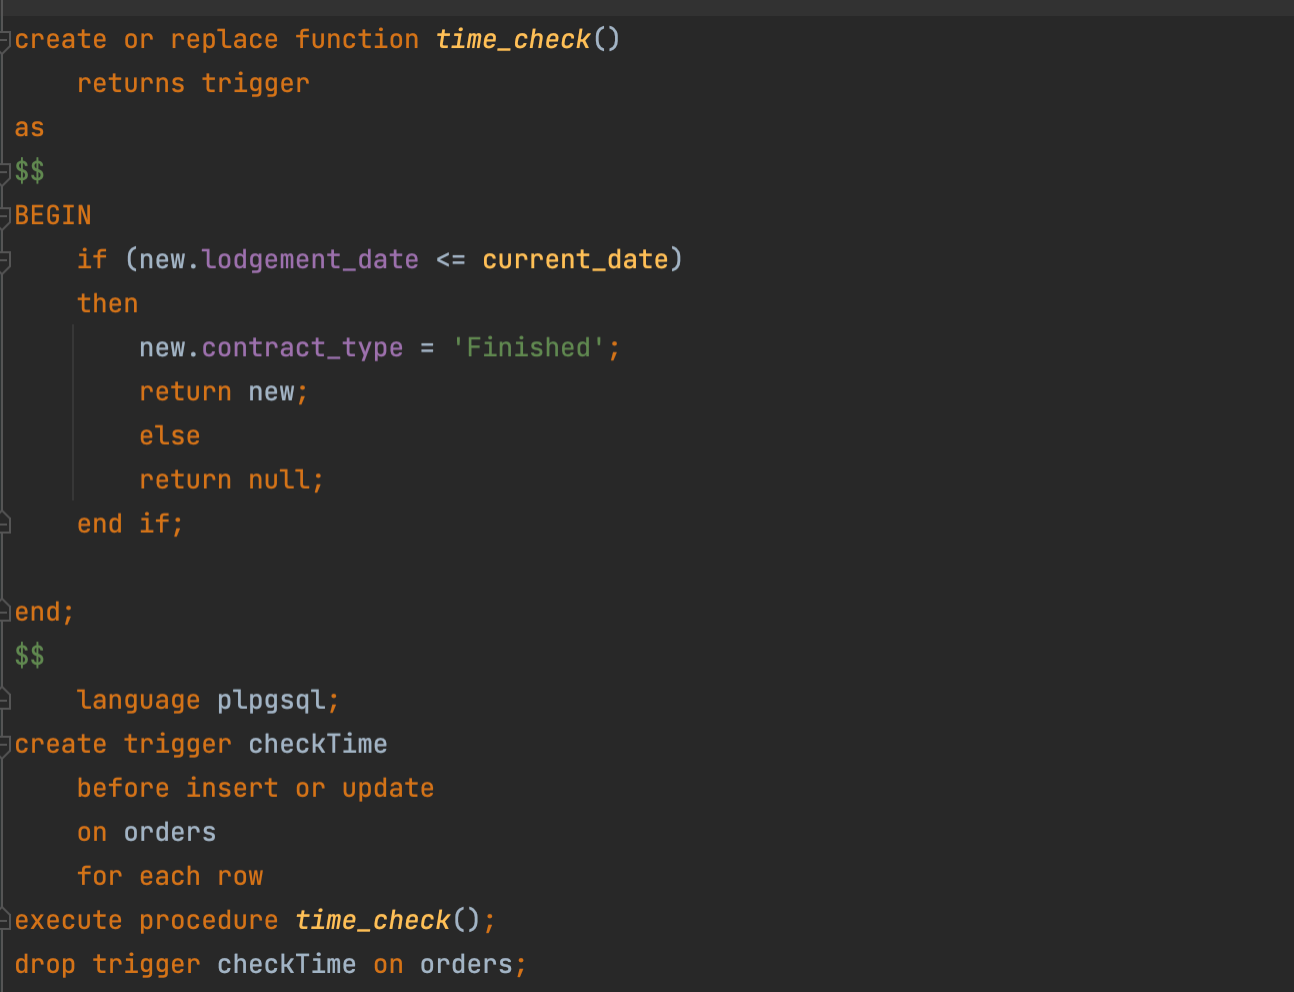 create or replace function time_check()
    returns trigger
as
$$
BEGIN
    if (new.lodgement_date <= current_date)
    then
        new.contract_type = 'Finished';
        return new;
        else
        return null;
    end if;

end;
$$
    language plpgsql;
create trigger checkTime
    before insert or update
    on orders
    for each row
execute procedure time_check();
drop trigger checkTime on orders;